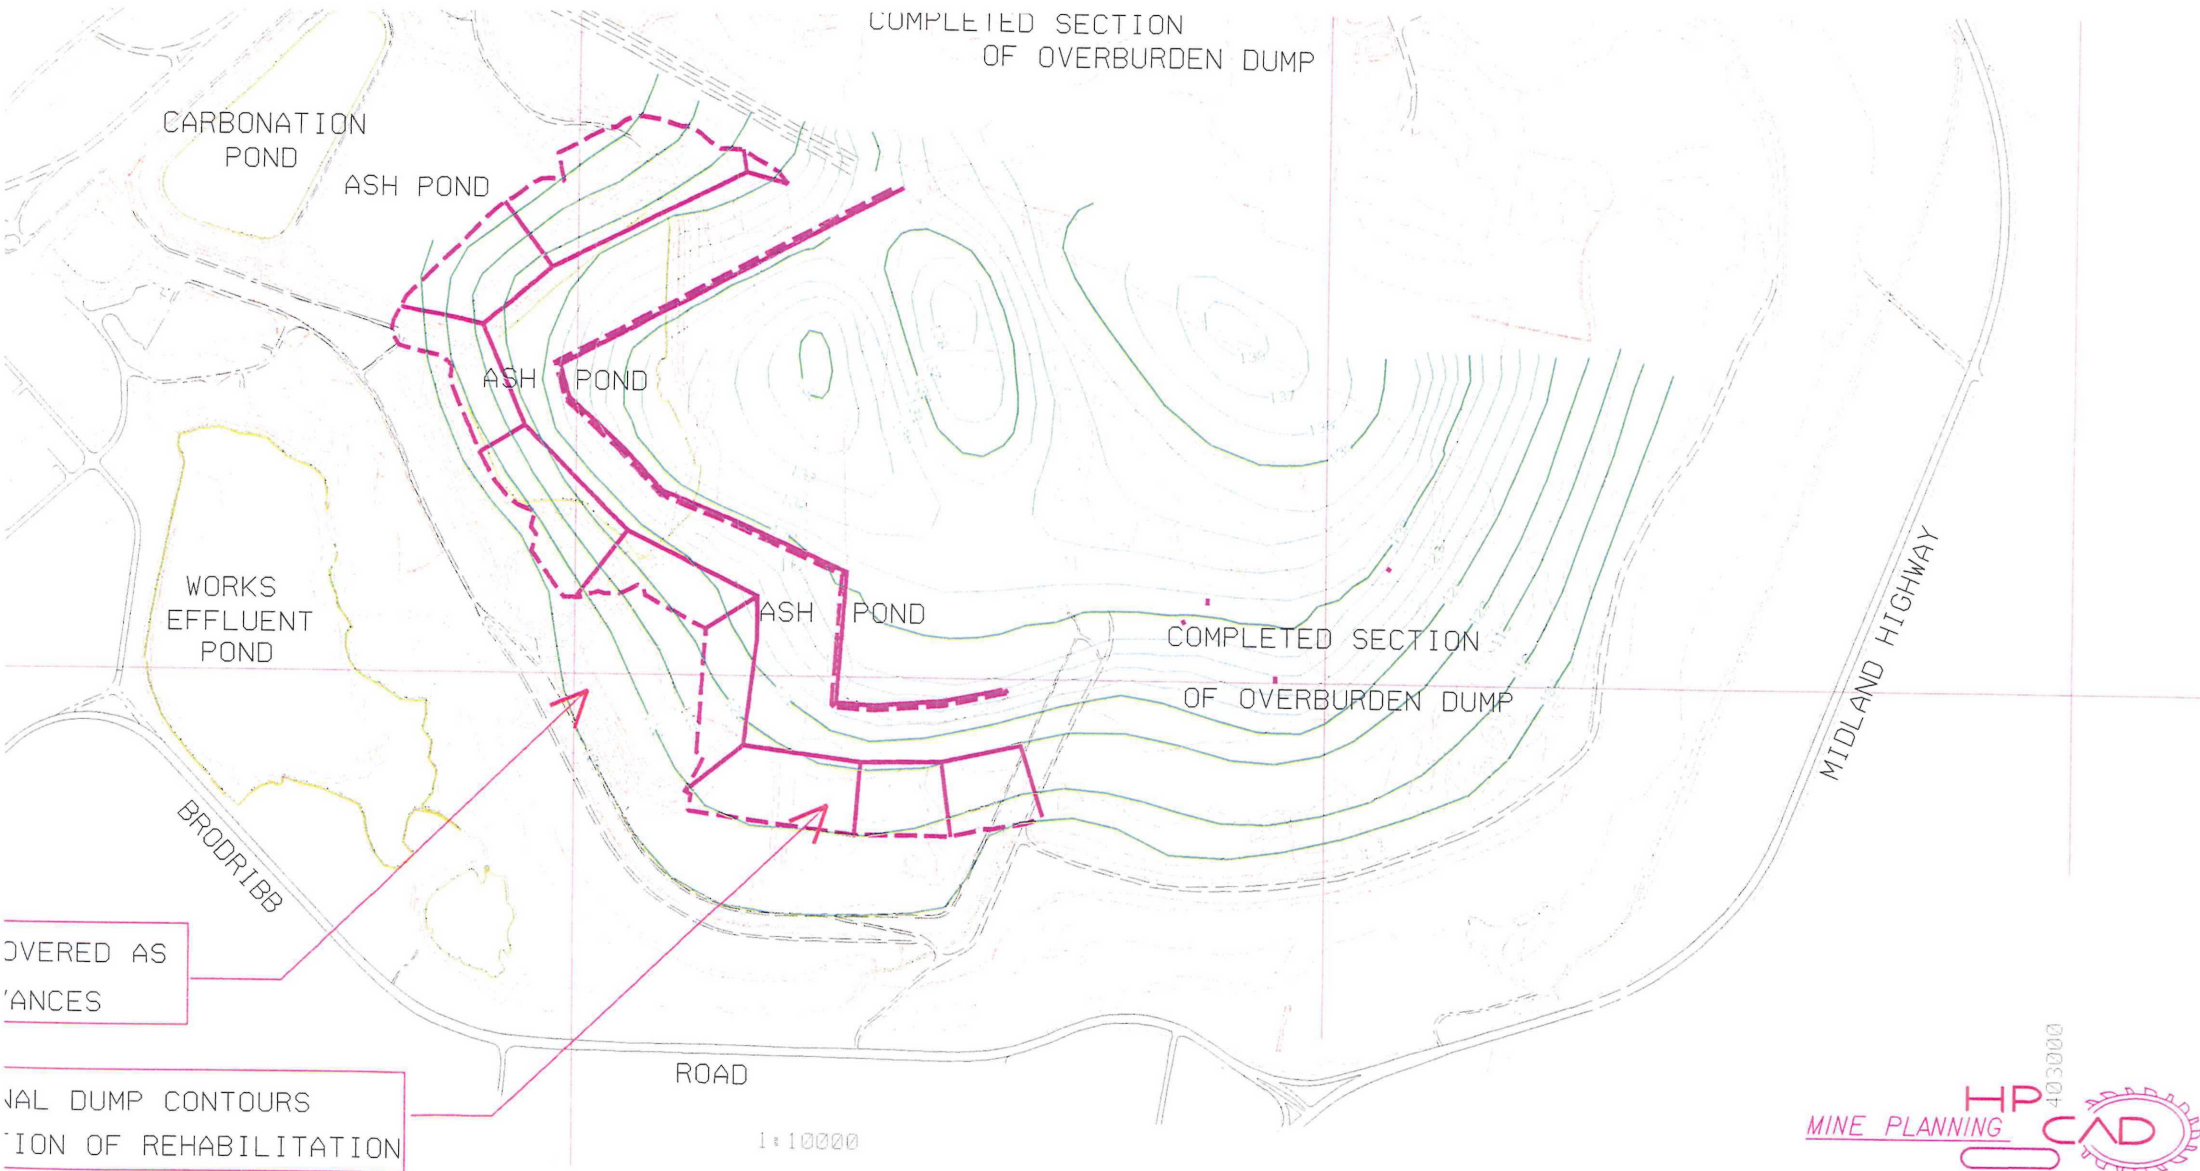 COMPLETED SECTION
OF OVERBURDEN DUMP
CARBONATION
POND
ASH POND
ASH POND
137
WORKS
EFFLUENT
POND
ASH POND
COMPLETED SECTION
OF OVERBURDEN DUMP
MIDLAND HIGHWAY
BRODRIBB
ROAD
OVERED AS
ANCES
NAL DUMP CONTOURS
TION OF REHABILITATION
1:10000
403000
HP
MINE PLANNING
CAD